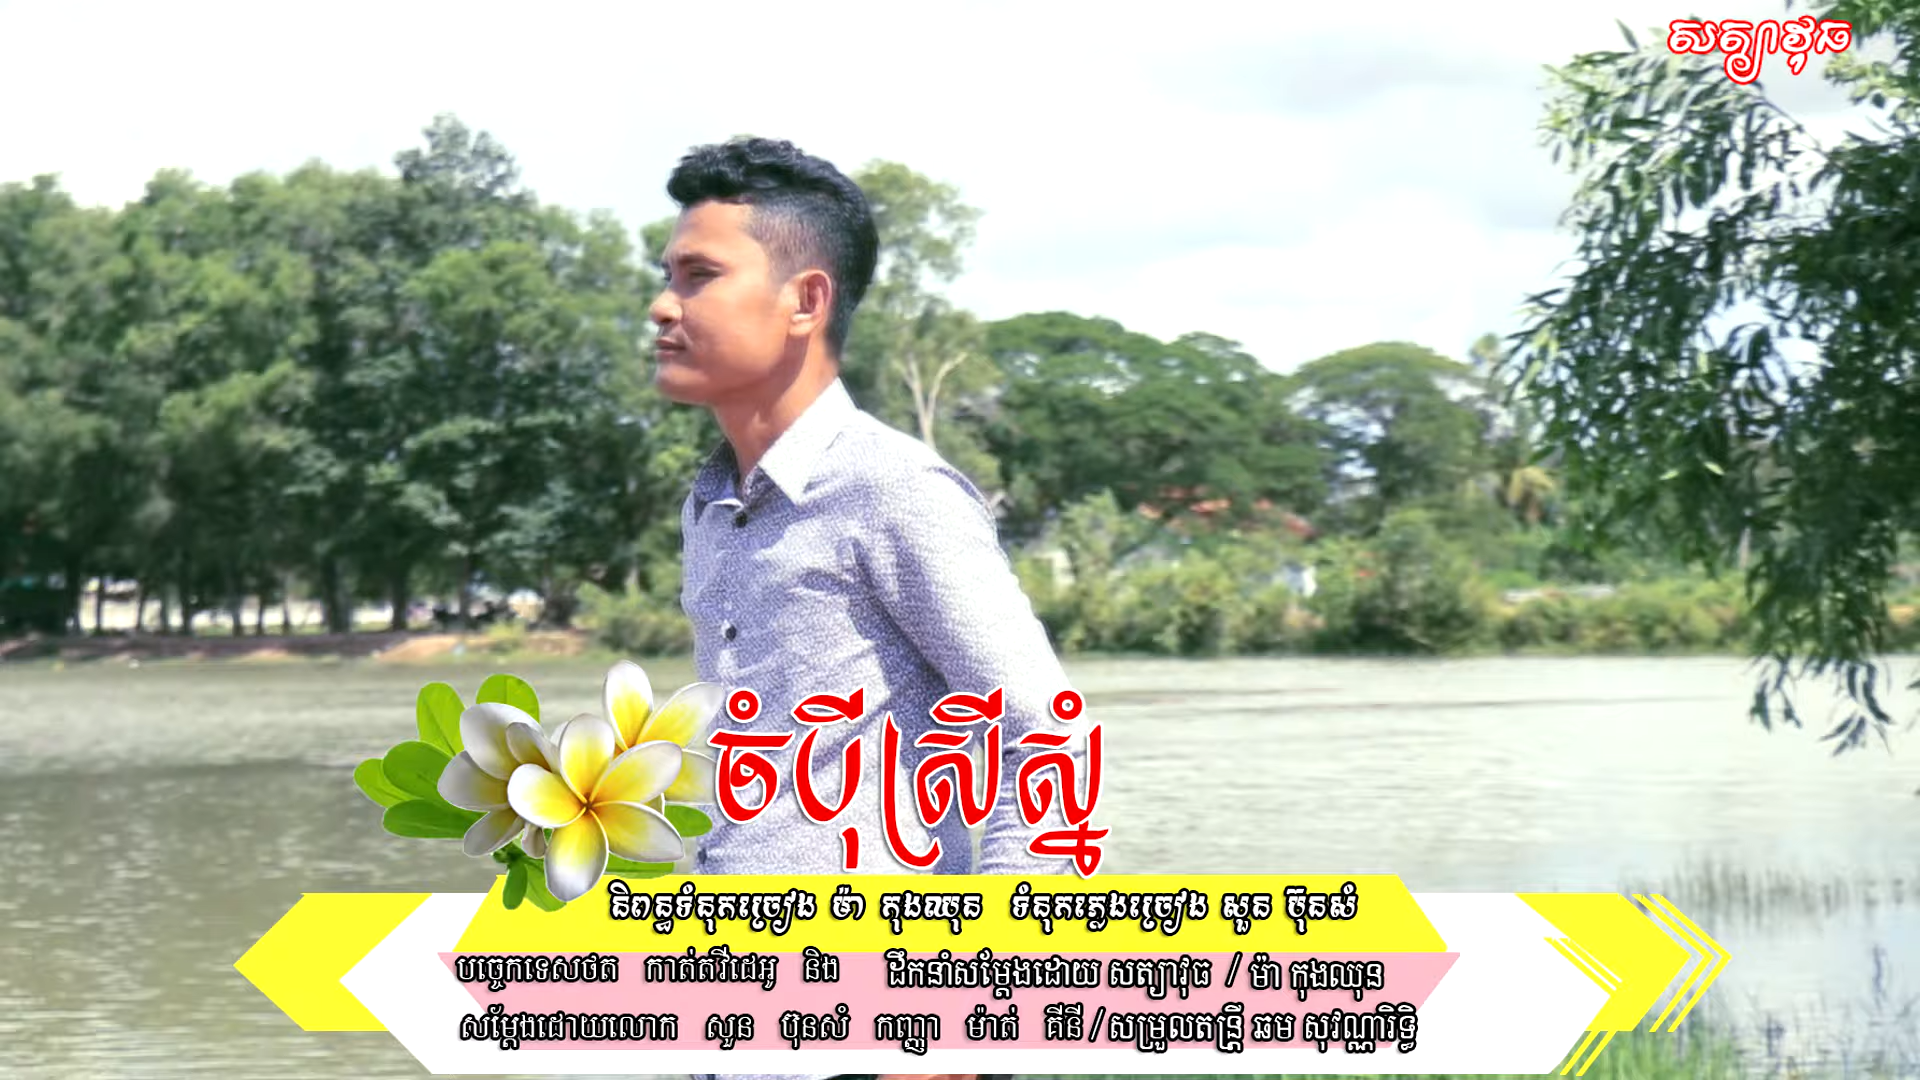 សត្យាវុធ
ចំប៉ីស្រីស្នំ
និពន្ធទំនុកច្រៀង ម៉ា កុងឈុន ទំនុកភ្លេងច្រៀង សួន ប៊ុនសំ
បច្ចេកទេសថត កាត់តវីដេអូ និង ដឹកនាំសម្ដែងដោយ សត្យាវុធ / ម៉ា កុងឈុន
សម្ដែងដោយលោក សួន ប៊ុនសំ កញ្ញា ម៉ាត់ គីនី / សម្រួលតន្ត្រី ឆម សុវណ្ណារិទ្ធិ